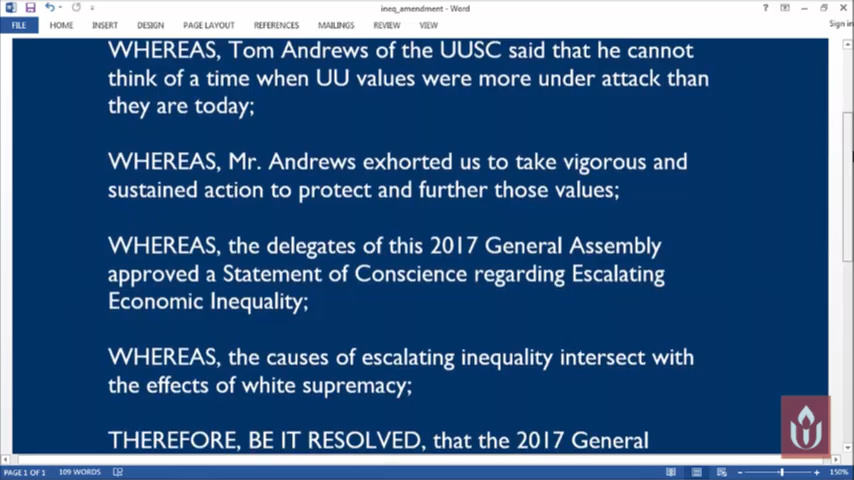 ineq_amendment - Word
Sign in
FILE HOME INSERT DESIGN PAGE LAYOUT REFERENCES MAILINGS REVIEW VIEW
WHEREAS, Tom Andrews of the UUSC said that he cannot
think of a time when UU values were more under attack than
they are today;
WHEREAS, Mr. Andrews exhorted us to take vigorous and
sustained action to protect and further those values;
WHEREAS, the delegates of this 2017 General Assembly
approved a Statement of Conscience regarding Escalating
Economic Inequality;
WHEREAS, the causes of escalating inequality intersect with
the effects of white supremacy;
THEREFORE, BE IT RESOLVED, that the 2017 General
PAGE 1 OF 1 109 WORDS 150%